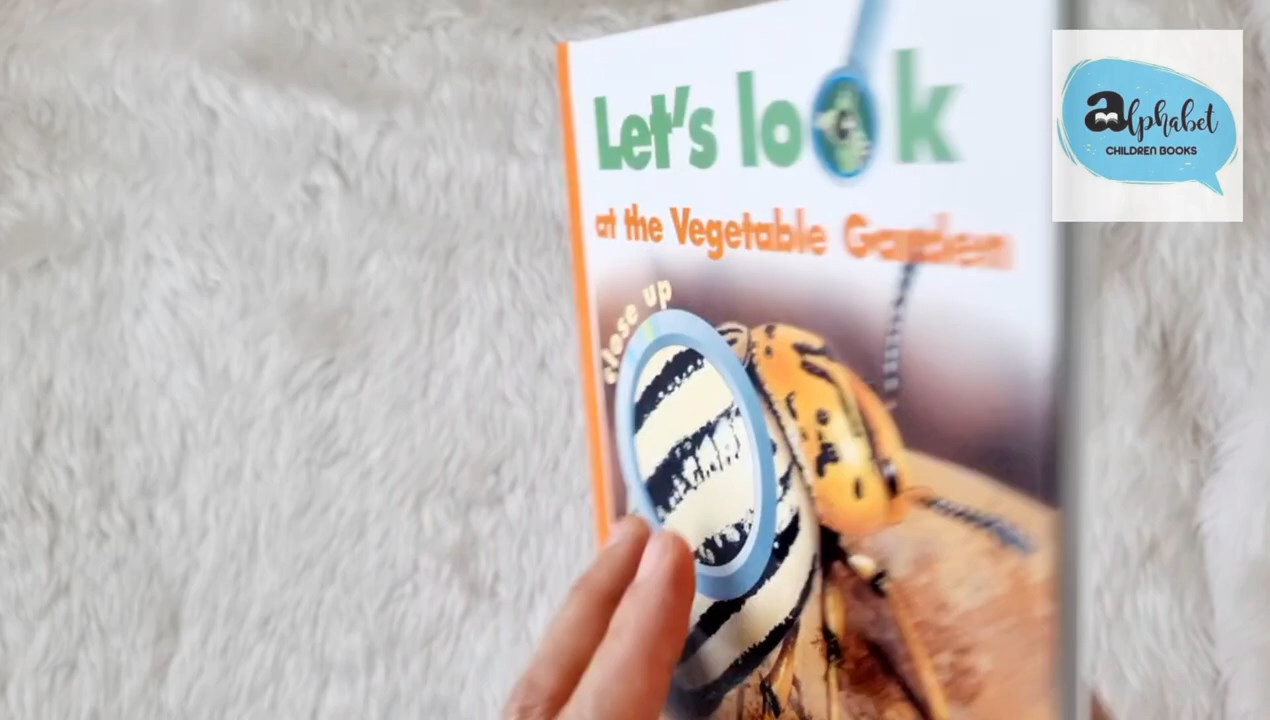 Let's look
at the Vegetable Garden
close up
alphabet
CHILDREN BOOKS